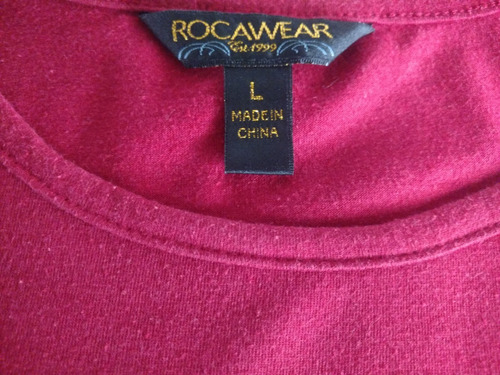 ROCAWEAR
Est. 1999
L
MADE IN
CHINA